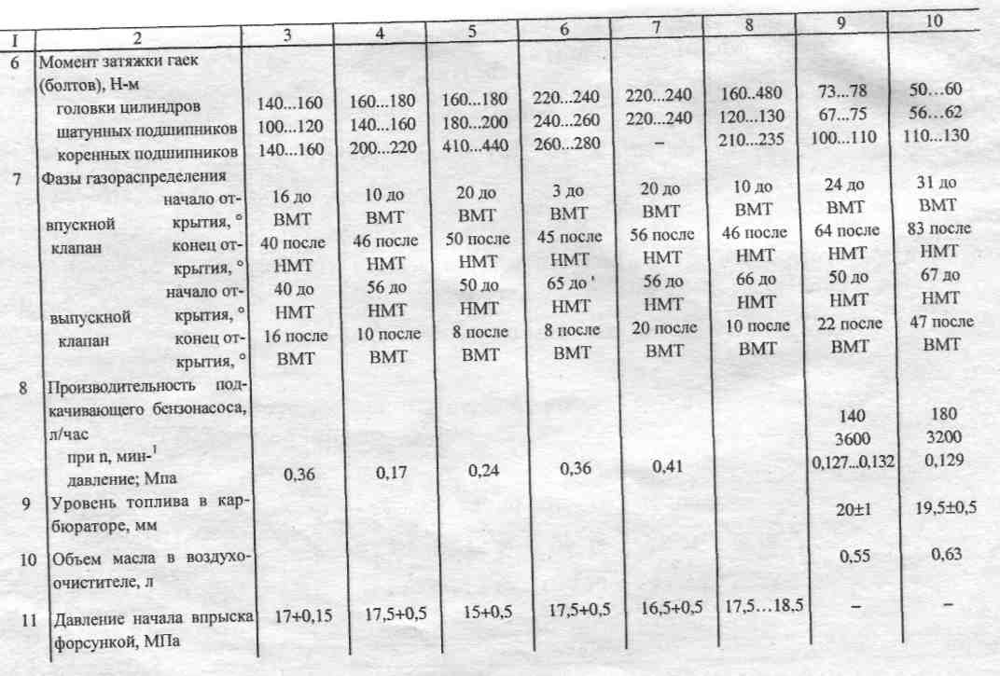 I 2 3 4 5 6 7 8 9 10
6 Момент затяжки гаек
(болтов), Н-м
головки цилиндров 140...160 160...180 160...180 220...240 220...240 160..480 73...78 50…60
шатунных подшипников 100...120 140...160 180...200 240...260 220...240 120...130 67...75 56…62
коренных подшипников 140...160 200...220 410...440 260...280 – 210...235 100...110 110...130
7 Фазы газораспределения
начало от- 16 до 10 до 20 до 3 до 20 до 10 до 24 до 31 до
впускной крытия, ° ВМТ ВМТ ВМТ ВМТ ВМТ ВМТ ВМТ ВМТ
клапан конец от- 40 после 46 после 50 после 45 после 56 после 46 после 64 после 83 после
крытия, ° НМТ НМТ НМТ НМТ НМТ НМТ НМТ НМТ
начало от- 40 до 56 до 50 до 65 до ' 56 до 66 до 50 до 67 до
выпускной крытия, ° НМТ НМТ НМТ НМТ НМТ НМТ НМТ НМТ
клапан конец от- 16 после 10 после 8 после 8 после 20 после 10 после 22 после 47 после
крытия, ° ВМТ ВМТ ВМТ ВМТ ВМТ ВМТ ВМТ ВМТ
8 Производительность под-
качивающего бензонасоса, 140 180
л/час 3600 3200
при n, мин-¹
давление; Мпа 0,36 0,17 0,24 0,36 0,41 0,127...0,132 0,129
9 Уровень топлива в кар-
бюраторе, мм 20±1 19,5±0,5
10 Объем масла в воздухо- 0,55 0,63
очистителе, л
11 Давление начала впрыска 17+0,15 17,5+0,5 15+0,5 17,5+0,5 16,5+0,5 17,5…18,5 – –
форсункой, МПа